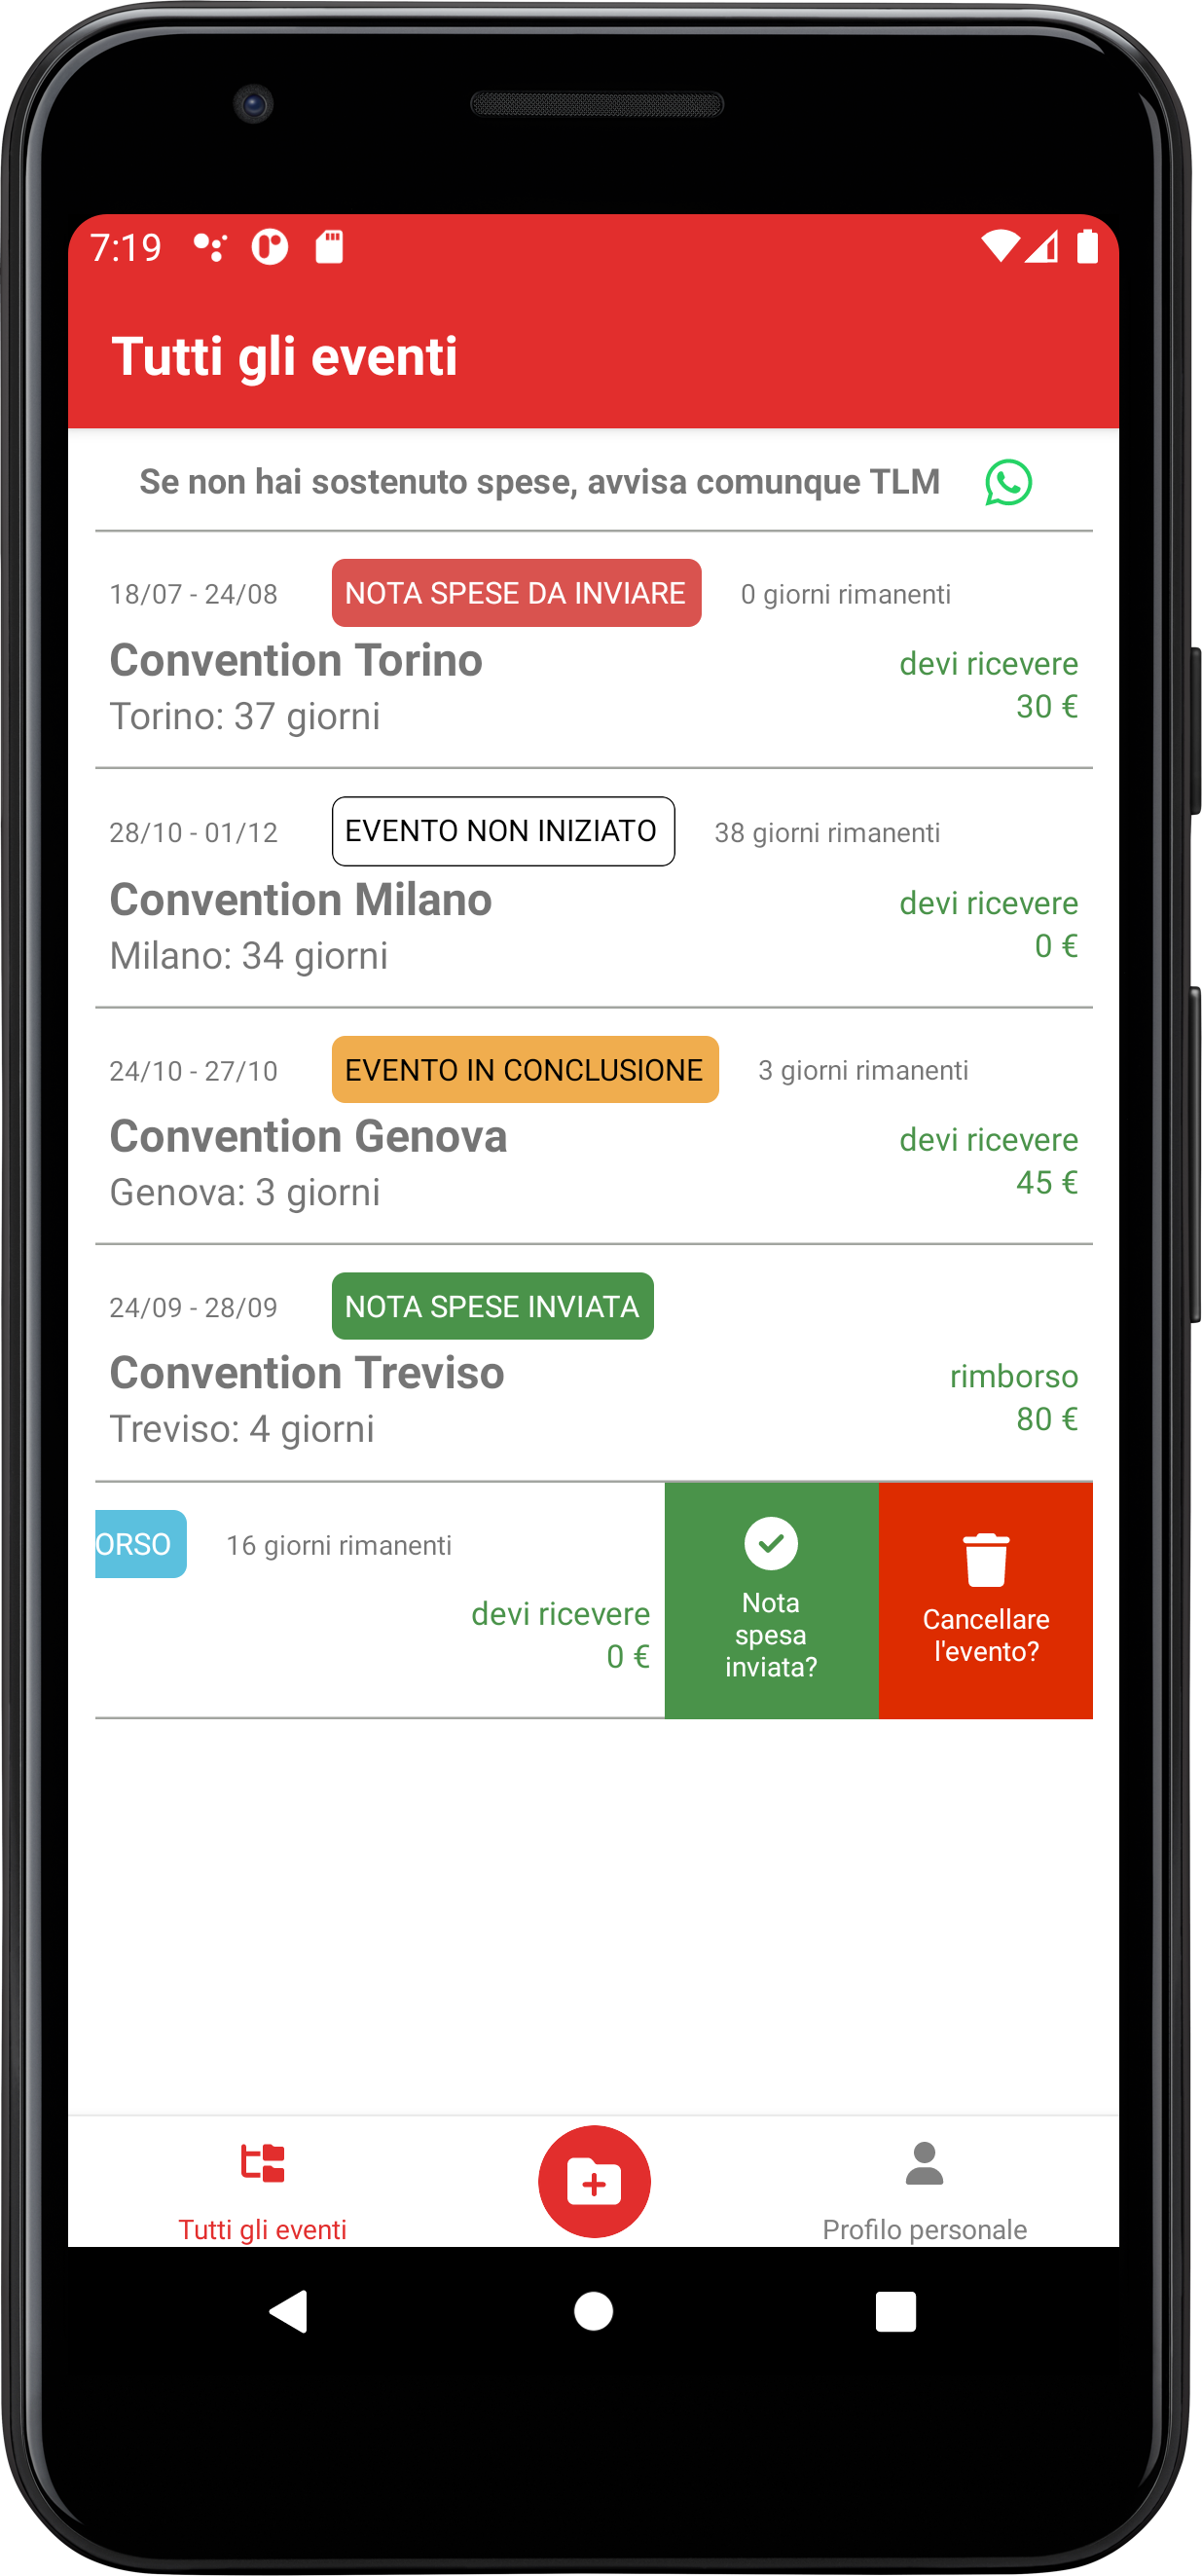 7:19
Tutti gli eventi
Se non hai sostenuto spese, avvisa comunque TLM
18/07 - 24/08 NOTA SPESE DA INVIARE 0 giorni rimanenti
Convention Torino
devi ricevere
Torino: 37 giorni
30 €
28/10 - 01/12 EVENTO NON INIZIATO 38 giorni rimanenti
Convention Milano
devi ricevere
Milano: 34 giorni
0 €
24/10 - 27/10 EVENTO IN CONCLUSIONE 3 giorni rimanenti
Convention Genova
devi ricevere
Genova: 3 giorni
45 €
24/09 - 28/09 NOTA SPESE INVIATA
Convention Treviso
rimborso
Treviso: 4 giorni
80 €
ORSO 16 giorni rimanenti
devi ricevere
0 €
Nota
spesa
inviata?
Cancellare
l'evento?
Tutti gli eventi
Profilo personale